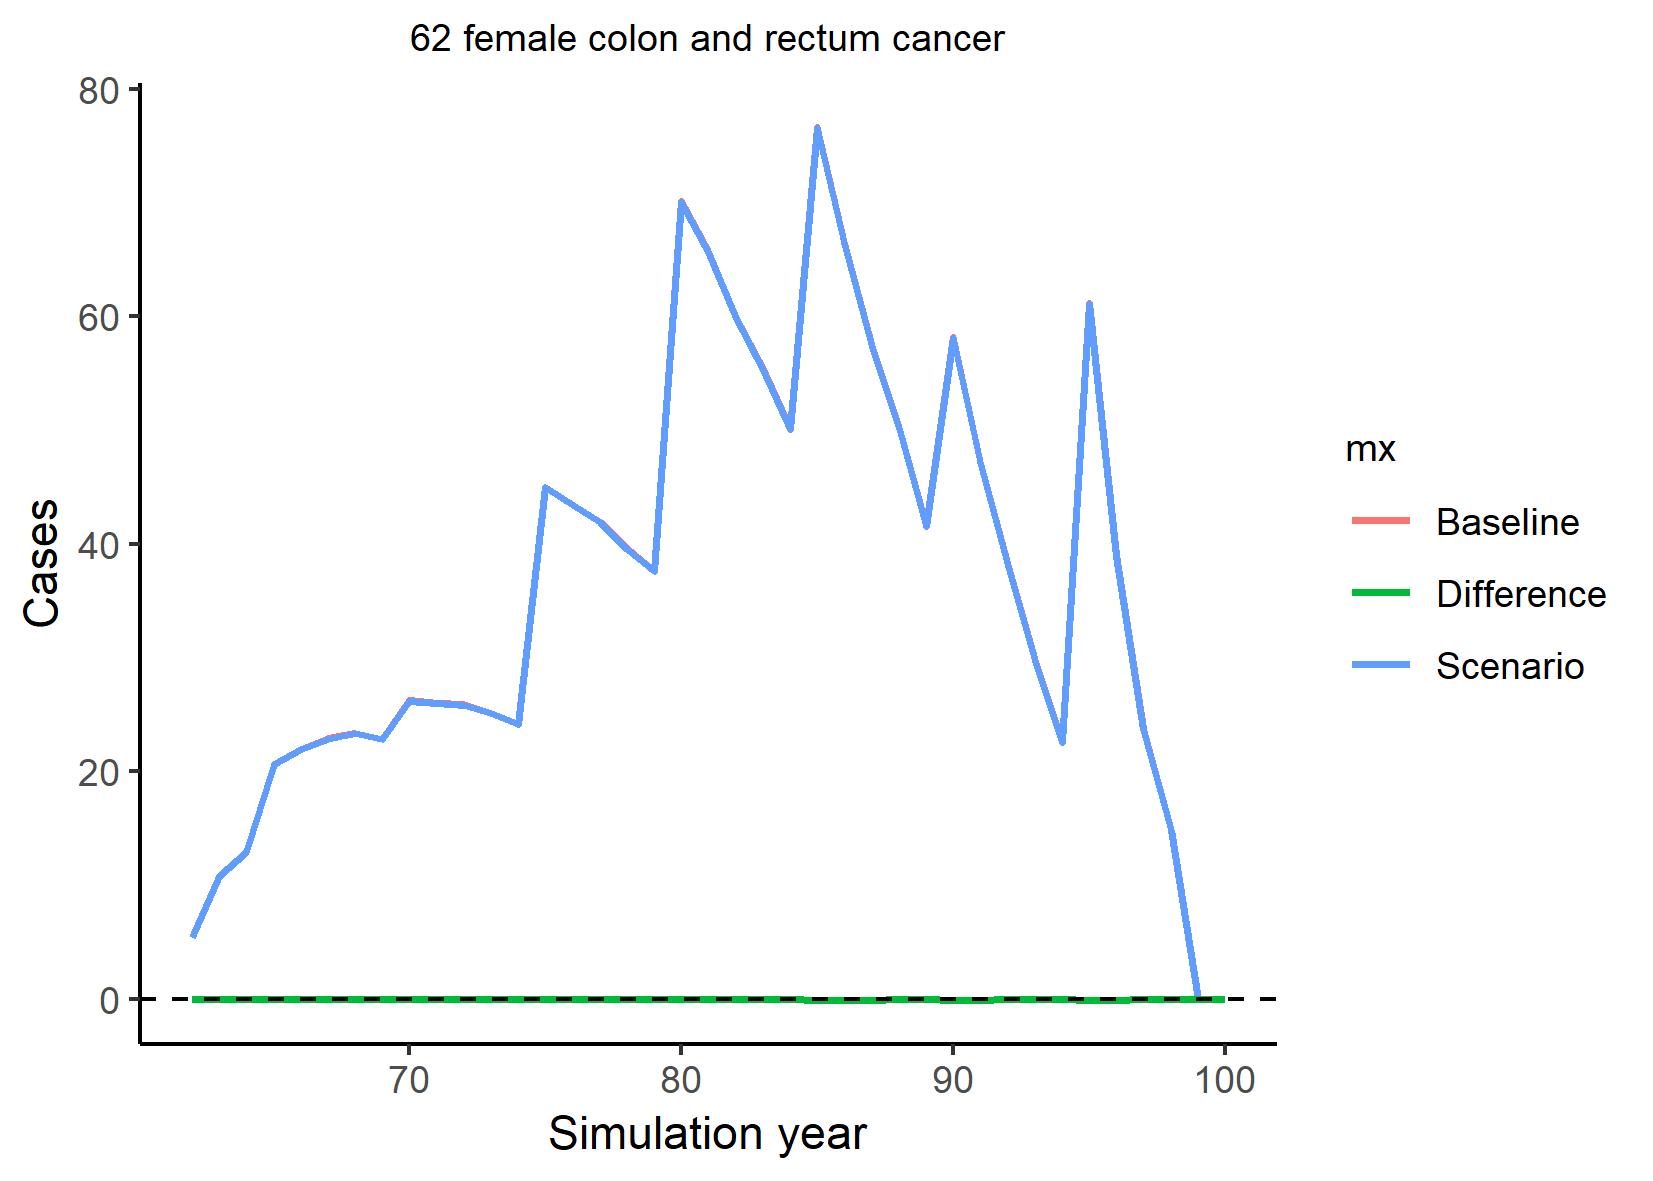 62 female colon and rectum cancer
80
60
40
20
0
Cases
70 80 90 100
Simulation year
mx
Baseline
Difference
Scenario